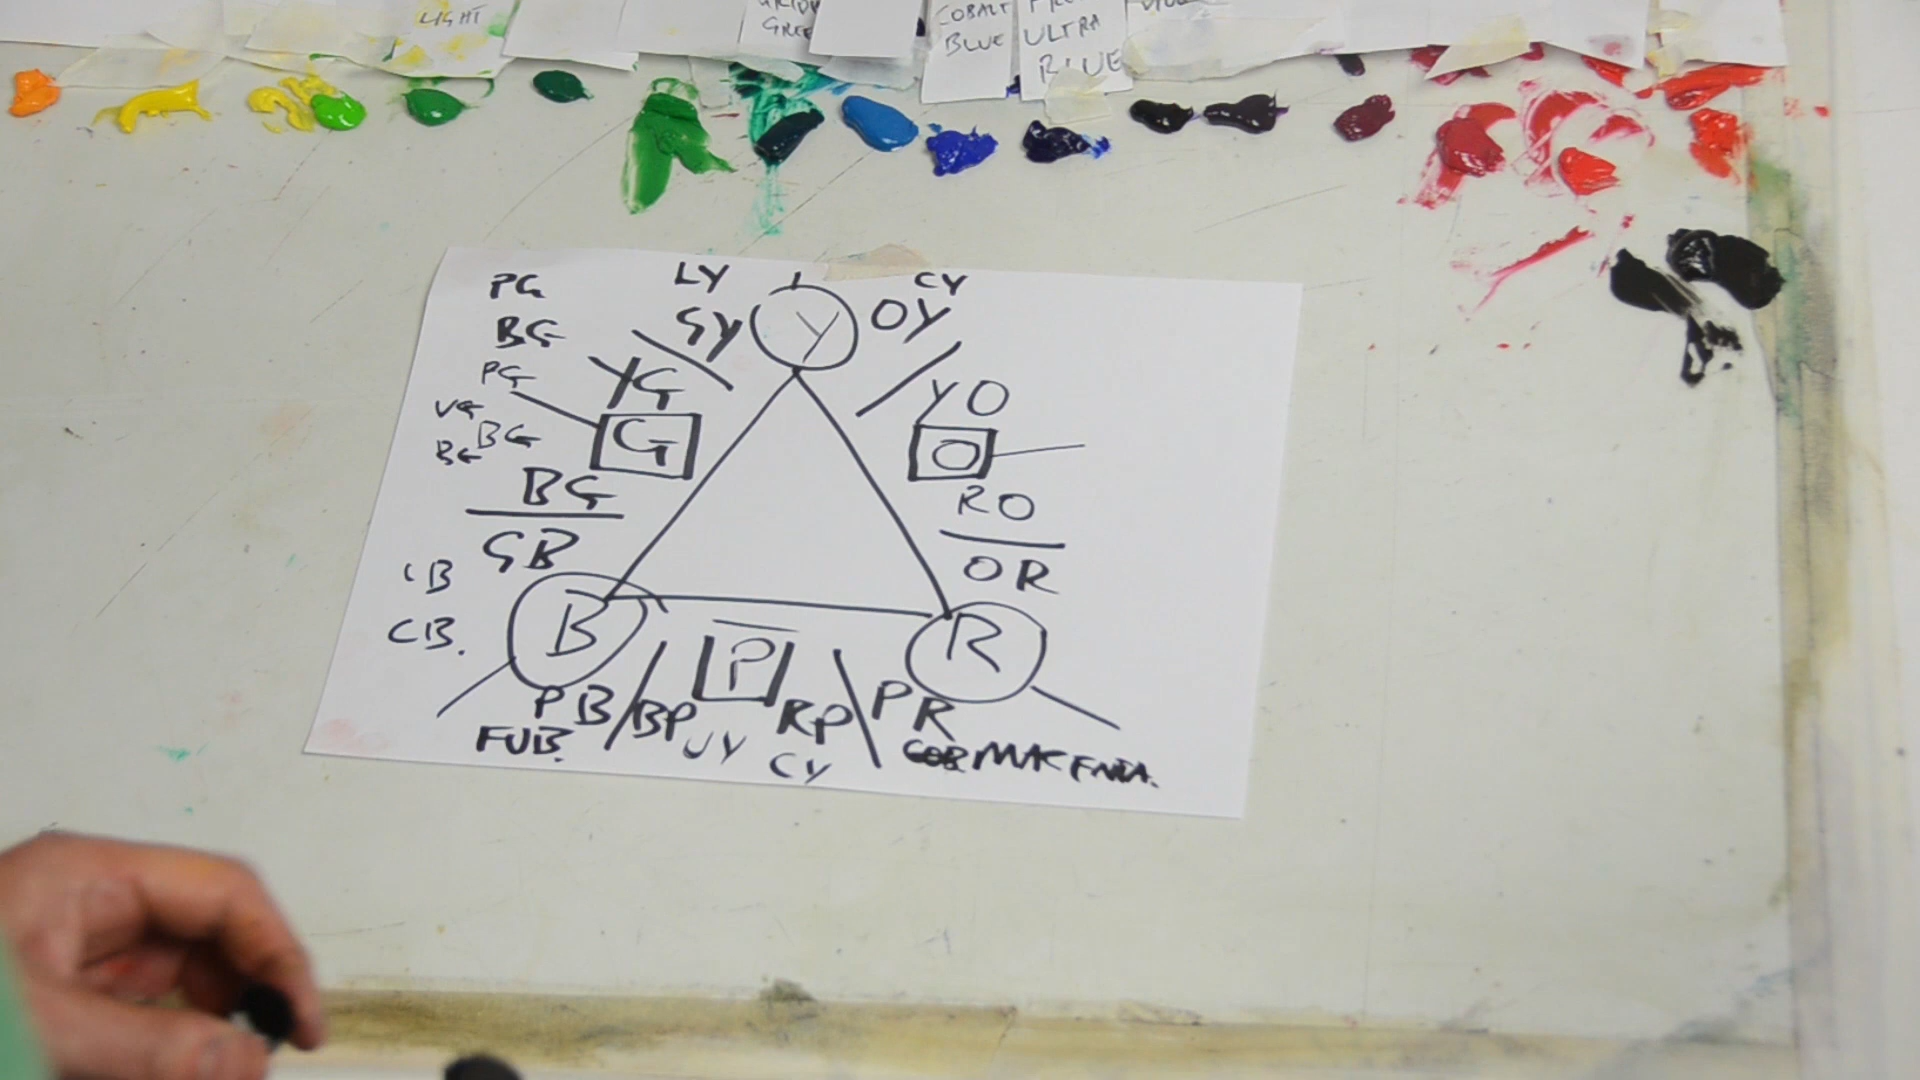 LIGHT
GREE
COBALT
BLUE
ULTRA
BLUE
PG
LY
CY
BG
GY
Y
OY
PG
YG
YO
VG
BG
BG
G
O
BG
RO
GB
OR
CB
CB.
B
P
R
PB
BP
RP
PR
FUB.
CY
MAGENTA.